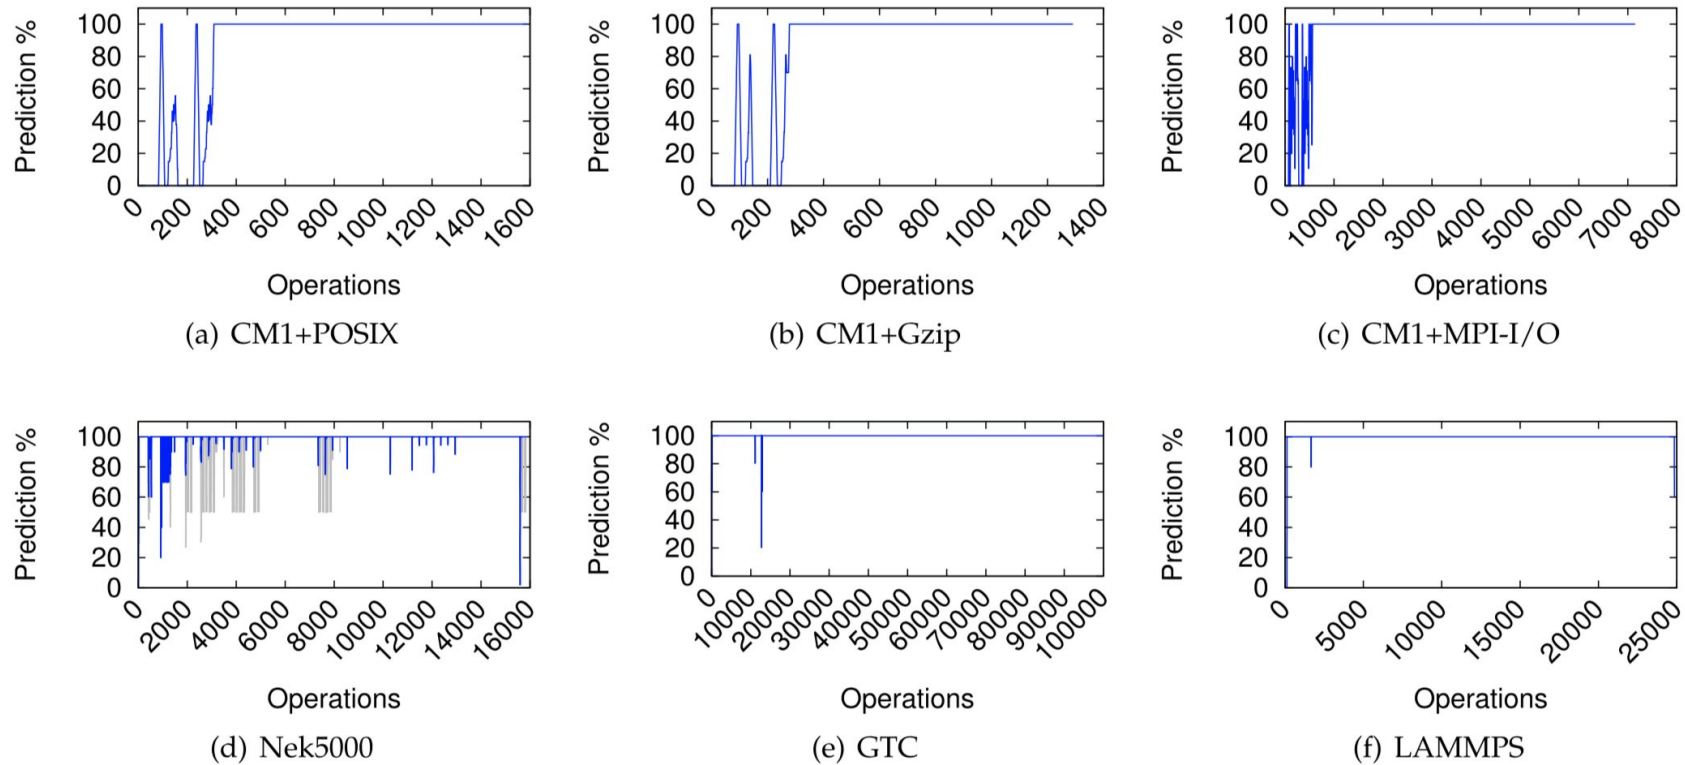 Prediction %
100
80
60
40
20
0
0 200 400 600 800 1000 1200 1400 1600
Operations
(a) CM1+POSIX
Prediction %
100
80
60
40
20
0
0 200 400 600 800 1000 1200 1400
Operations
(b) CM1+Gzip
Prediction %
100
80
60
40
20
0
0 1000 2000 3000 4000 5000 6000 7000 8000
Operations
(c) CM1+MPI-I/O
Prediction %
100
80
60
40
20
0
0 2000 4000 6000 8000 10000 12000 14000 16000
Operations
(d) Nek5000
Prediction %
100
80
60
40
20
0
0 10000 20000 30000 40000 50000 60000 70000 80000 90000 100000
Operations
(e) GTC
Prediction %
100
80
60
40
20
0
0 5000 10000 15000 20000 25000
Operations
(f) LAMMPS